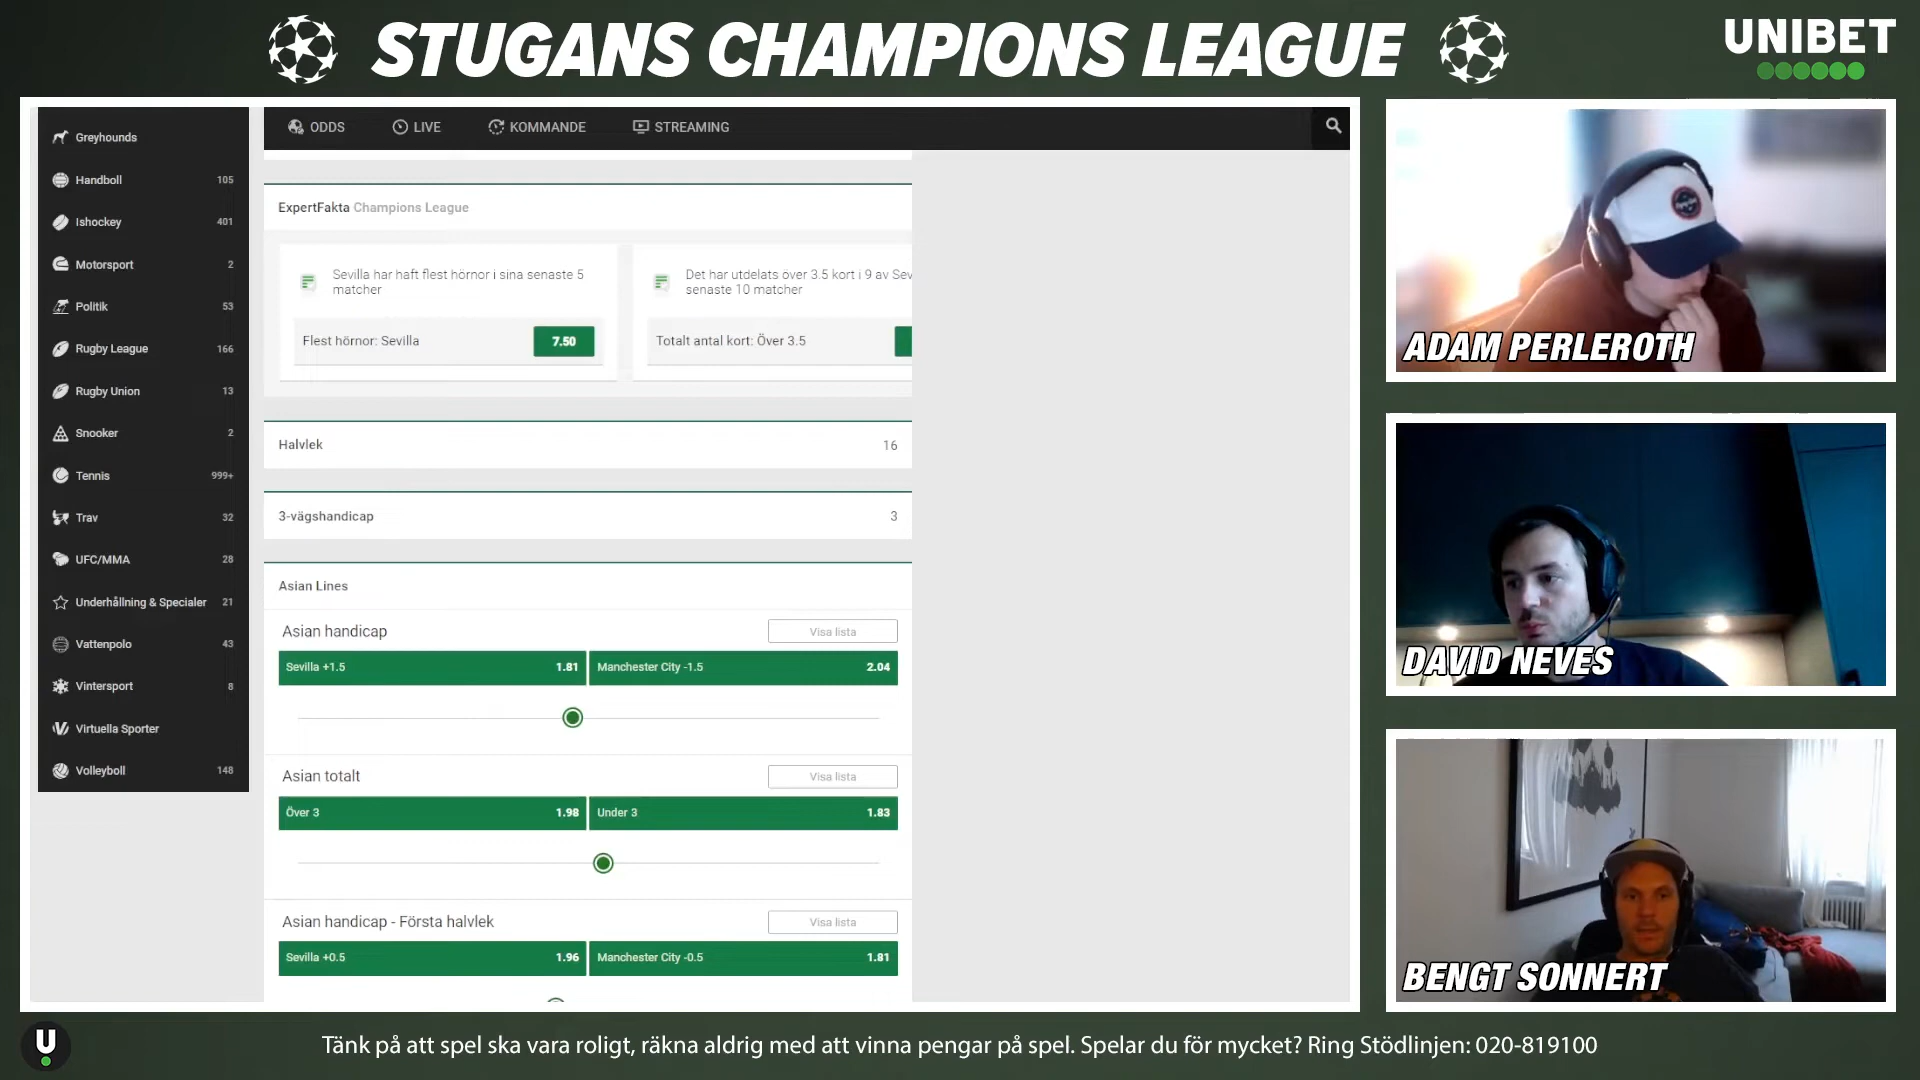 STUGANS CHAMPIONS LEAGUE
UNIBET
Greyhounds
Handboll 105
Ishockey 401
Motorsport 2
Politik 53
Rugby League 166
Rugby Union 13
Snooker 2
Tennis 999+
Trav 32
UFC/MMA 28
Underhållning & Specialer 21
Vattenpolo 43
Vintersport 8
Virtuella Sporter
Volleyboll 148
ODDS LIVE KOMMANDE STREAMING
ExpertFakta Champions League
Sevilla har haft flest hörnor i sina senaste 5
matcher
Flest hörnor: Sevilla 7.50
Det har utdelats över 3.5 kort i 9 av Sev
senaste 10 matcher
Totalt antal kort: Över 3.5
Halvlek 16
3-vägshandicap 3
Asian Lines
Asian handicap Visa lista
Sevilla +1.5 1.81 Manchester City -1.5 2.04
Asian totalt Visa lista
Över 3 1.98 Under 3 1.83
Asian handicap - Första halvlek Visa lista
Sevilla +0.5 1.96 Manchester City -0.5 1.81
ADAM PERLEROTH
DAVID NEVES
BENGT SONNERT
U
Tänk på att spel ska vara roligt, räkna aldrig med att vinna pengar på spel. Spelar du för mycket? Ring Stödlinjen: 020-819100